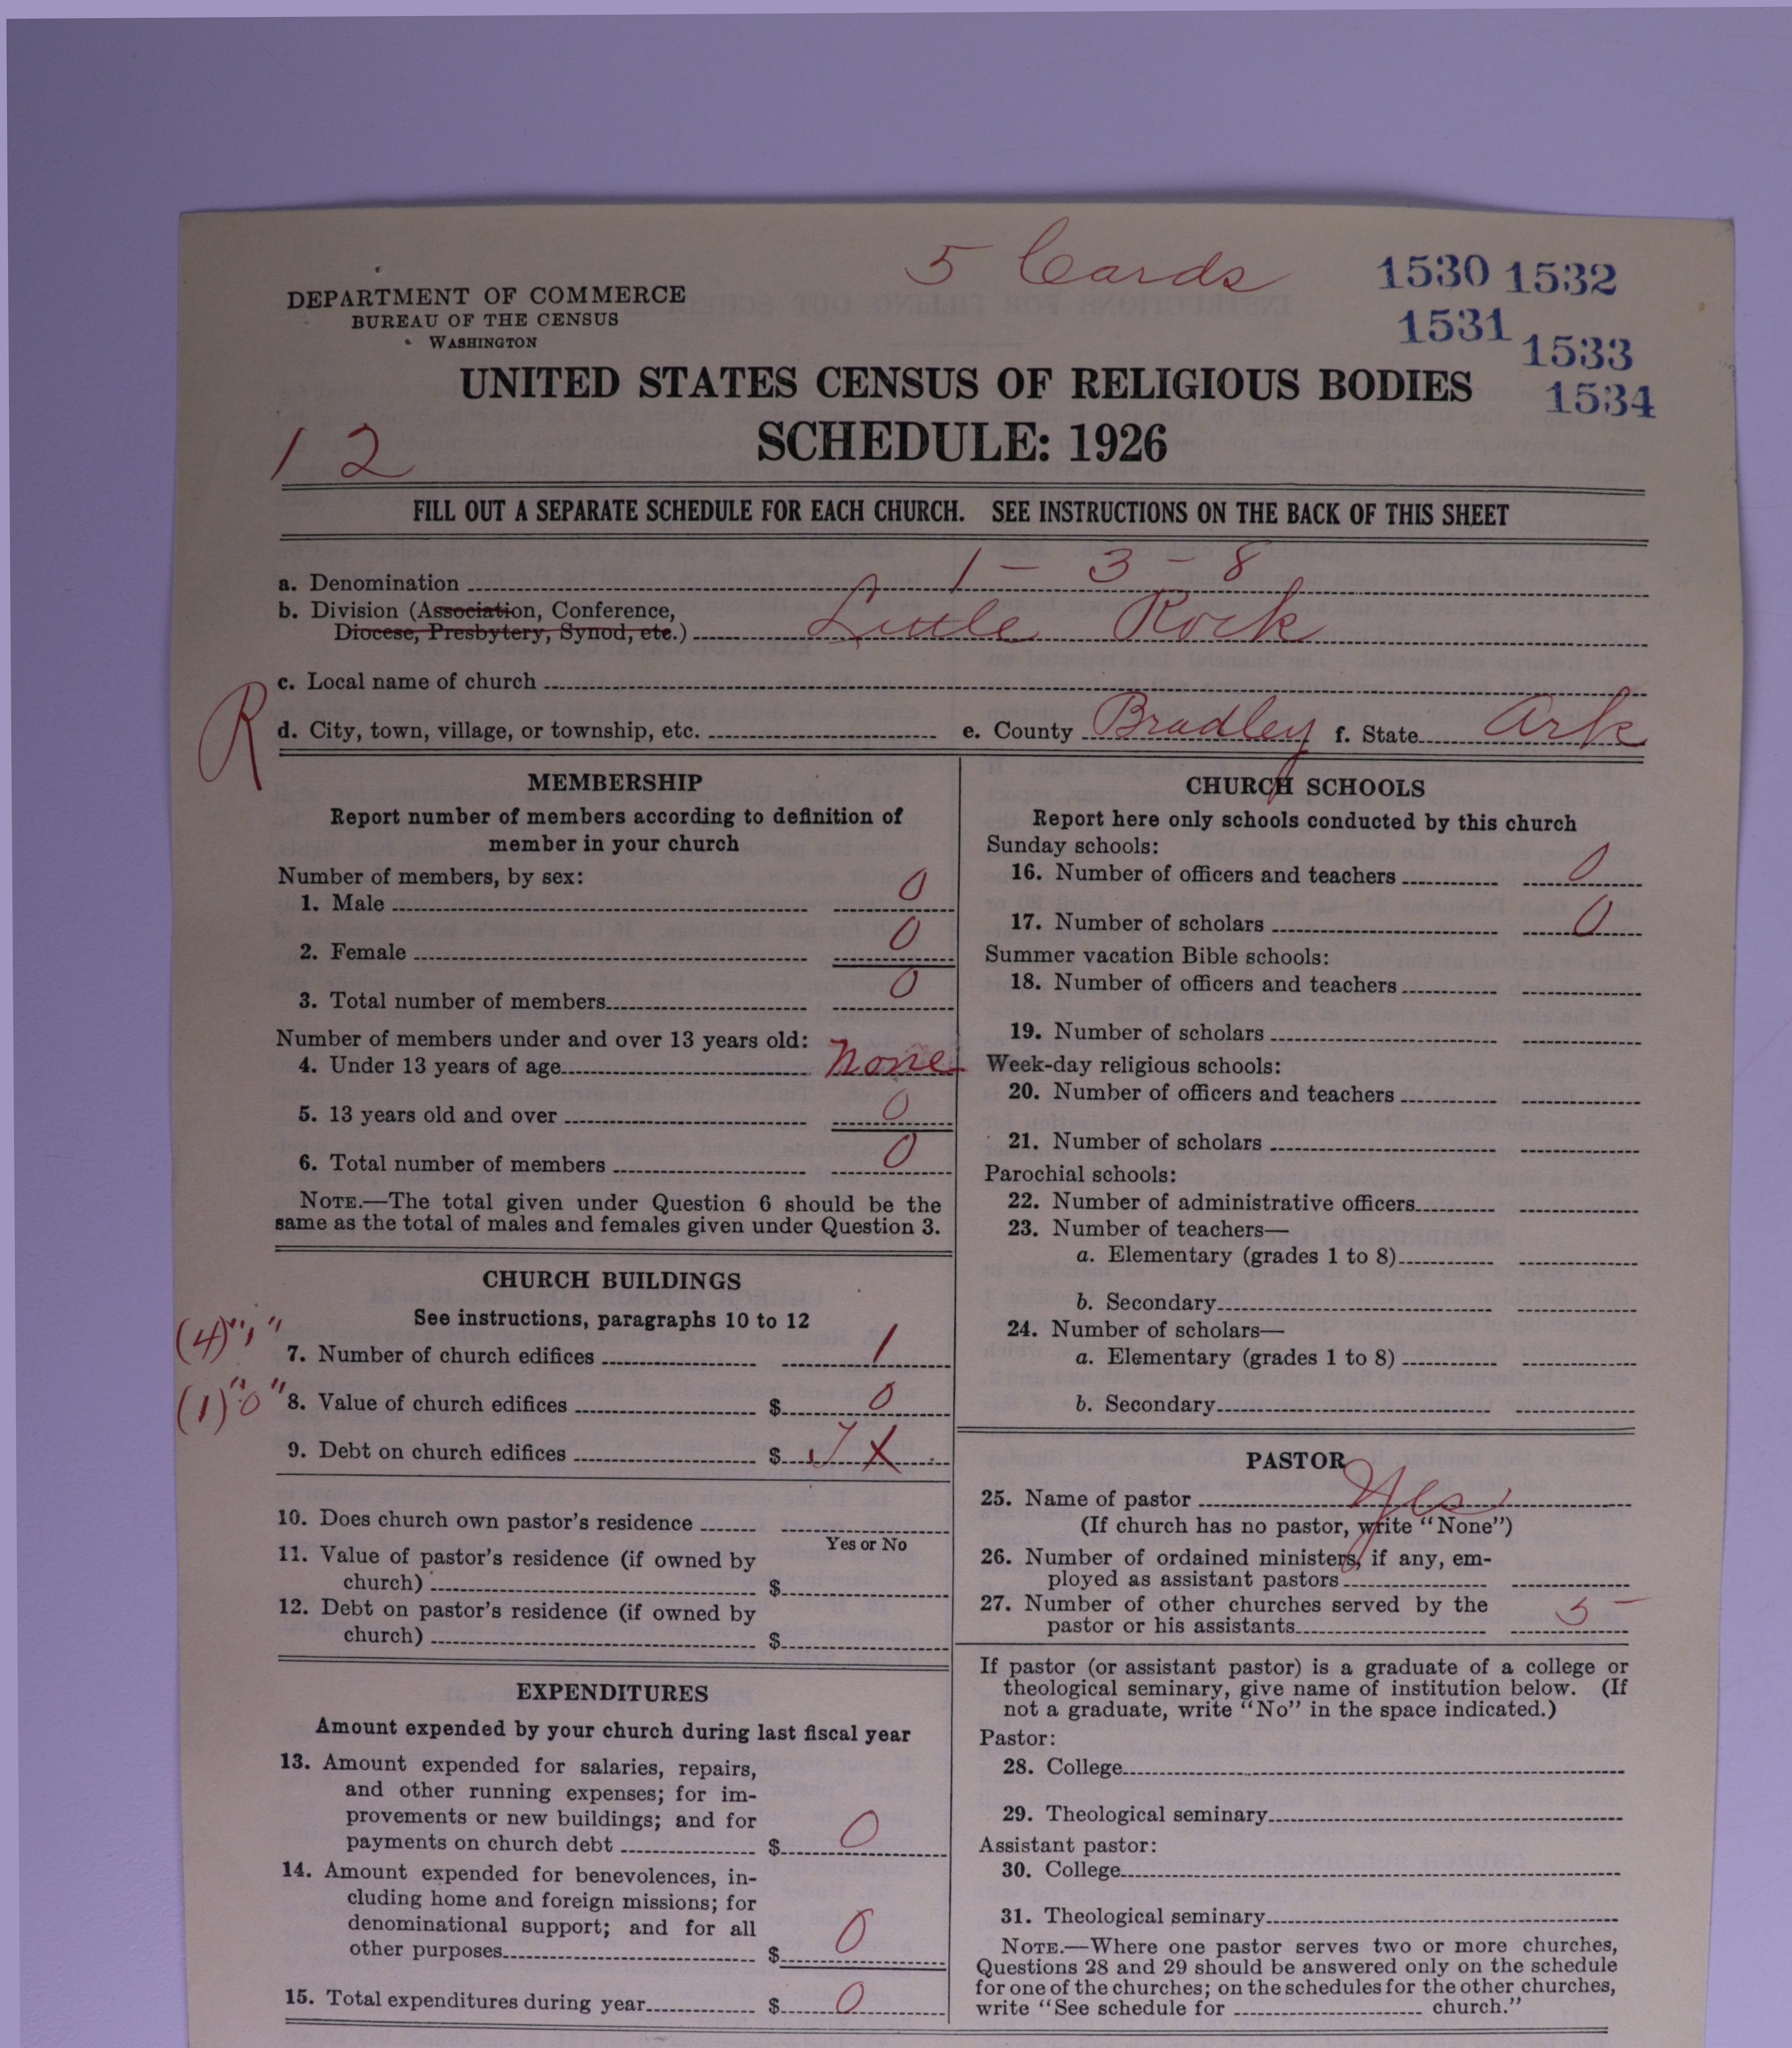 5 Cards
1530 1532
1531
1533
1534
DEPARTMENT OF COMMERCE
BUREAU OF THE CENSUS
WASHINGTON
UNITED STATES CENSUS OF RELIGIOUS BODIES
SCHEDULE: 1926
1 2
FILL OUT A SEPARATE SCHEDULE FOR EACH CHURCH. SEE INSTRUCTIONS ON THE BACK OF THIS SHEET
a. Denomination 1 - 3 - 8
b. Division (Association, Conference,
Diocese, Presbytery, Synod, etc.) Little Rock
c. Local name of church
R
d. City, town, village, or township, etc. e. County Bradley f. State Ark
MEMBERSHIP
Report number of members according to definition of
member in your church
Number of members, by sex:
1. Male 0
2. Female 0
3. Total number of members 0
Number of members under and over 13 years old:
4. Under 13 years of age none
5. 13 years old and over 0
6. Total number of members 0
NOTE.—The total given under Question 6 should be the
same as the total of males and females given under Question 3.
CHURCH BUILDINGS
See instructions, paragraphs 10 to 12
(4) "1"
7. Number of church edifices 1
(1) "0"
8. Value of church edifices $ 0
9. Debt on church edifices $ X
10. Does church own pastor's residence
Yes or No
11. Value of pastor's residence (if owned by
church) $
12. Debt on pastor's residence (if owned by
church) $
EXPENDITURES
Amount expended by your church during last fiscal year
13. Amount expended for salaries, repairs,
and other running expenses; for im-
provements or new buildings; and for
payments on church debt $ 0
14. Amount expended for benevolences, in-
cluding home and foreign missions; for
denominational support; and for all
other purposes $ 0
15. Total expenditures during year $ 0
CHURCH SCHOOLS
Report here only schools conducted by this church
Sunday schools:
16. Number of officers and teachers 0
17. Number of scholars 0
Summer vacation Bible schools:
18. Number of officers and teachers
19. Number of scholars
Week-day religious schools:
20. Number of officers and teachers
21. Number of scholars
Parochial schools:
22. Number of administrative officers
23. Number of teachers—
a. Elementary (grades 1 to 8)
b. Secondary
24. Number of scholars—
a. Elementary (grades 1 to 8)
b. Secondary
PASTOR
25. Name of pastor Yes
(If church has no pastor, write "None")
26. Number of ordained ministers, if any, em-
ployed as assistant pastors
27. Number of other churches served by the
pastor or his assistants 5
If pastor (or assistant pastor) is a graduate of a college or
theological seminary, give name of institution below. (If
not a graduate, write "No" in the space indicated.)
Pastor:
28. College
29. Theological seminary
Assistant pastor:
30. College
31. Theological seminary
NOTE.—Where one pastor serves two or more churches,
Questions 28 and 29 should be answered only on the schedule
for one of the churches; on the schedules for the other churches,
write "See schedule for church."